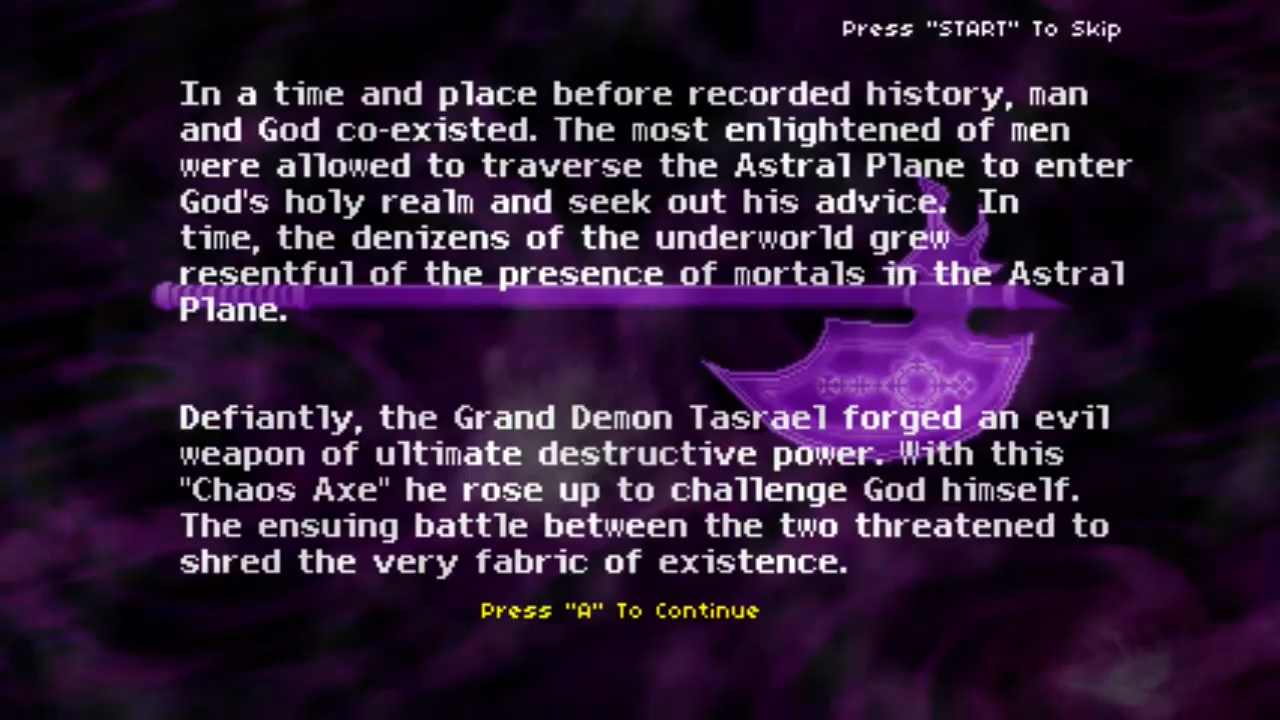 Press "START" To Skip
In a time and place before recorded history, man
and God co-existed. The most enlightened of men
were allowed to traverse the Astral Plane to enter
God's holy realm and seek out his advice.  In
time, the denizens of the underworld grew
resentful of the presence of mortals in the Astral
Plane.
Defiantly, the Grand Demon Tasrael forged an evil
weapon of ultimate destructive power. With this
"Chaos Axe" he rose up to challenge God himself.
The ensuing battle between the two threatened to
shred the very fabric of existence.
Press "A" To Continue